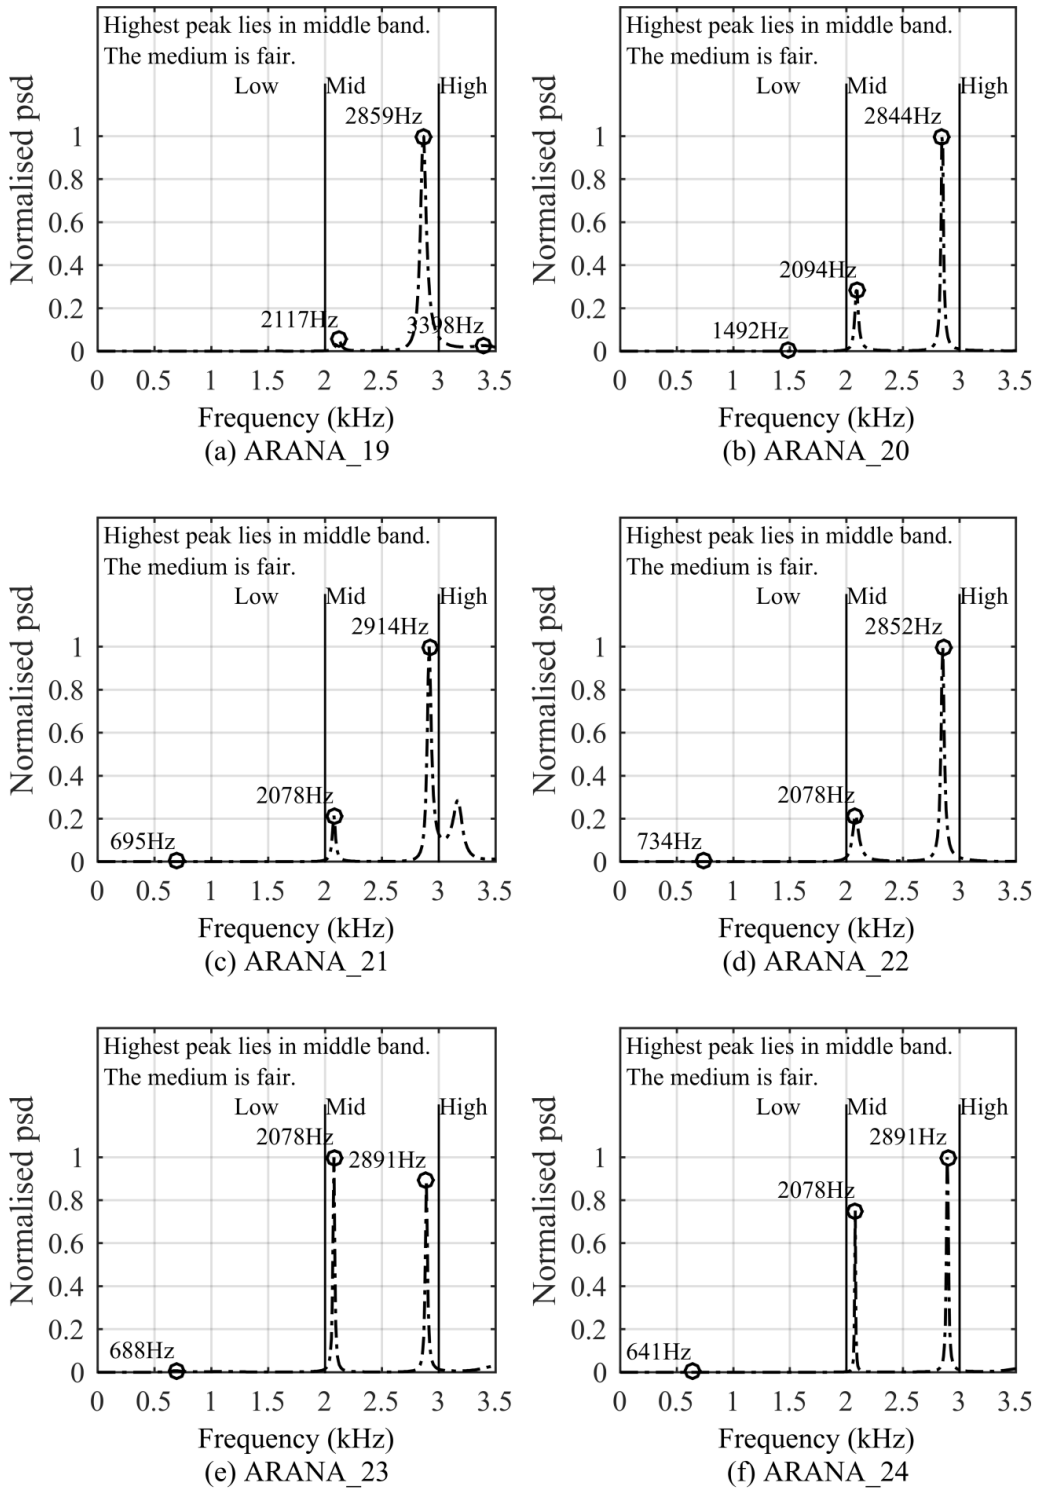 Highest peak lies in middle band.
The medium is fair.
Low Mid High
2859Hz
2117Hz
3398Hz
Normalised psd
1
0.8
0.6
0.4
0.2
0
0 0.5 1 1.5 2 2.5 3 3.5
Frequency (kHz)
(a) ARANA_19
Highest peak lies in middle band.
The medium is fair.
Low Mid High
2844Hz
2094Hz
1492Hz
Normalised psd
1
0.8
0.6
0.4
0.2
0
0 0.5 1 1.5 2 2.5 3 3.5
Frequency (kHz)
(b) ARANA_20
Highest peak lies in middle band.
The medium is fair.
Low Mid High
2914Hz
2078Hz
695Hz
Normalised psd
1
0.8
0.6
0.4
0.2
0
0 0.5 1 1.5 2 2.5 3 3.5
Frequency (kHz)
(c) ARANA_21
Highest peak lies in middle band.
The medium is fair.
Low Mid High
2852Hz
2078Hz
734Hz
Normalised psd
1
0.8
0.6
0.4
0.2
0
0 0.5 1 1.5 2 2.5 3 3.5
Frequency (kHz)
(d) ARANA_22
Highest peak lies in middle band.
The medium is fair.
Low Mid High
2078Hz
2891Hz
688Hz
Normalised psd
1
0.8
0.6
0.4
0.2
0
0 0.5 1 1.5 2 2.5 3 3.5
Frequency (kHz)
(e) ARANA_23
Highest peak lies in middle band.
The medium is fair.
Low Mid High
2891Hz
2078Hz
641Hz
Normalised psd
1
0.8
0.6
0.4
0.2
0
0 0.5 1 1.5 2 2.5 3 3.5
Frequency (kHz)
(f) ARANA_24